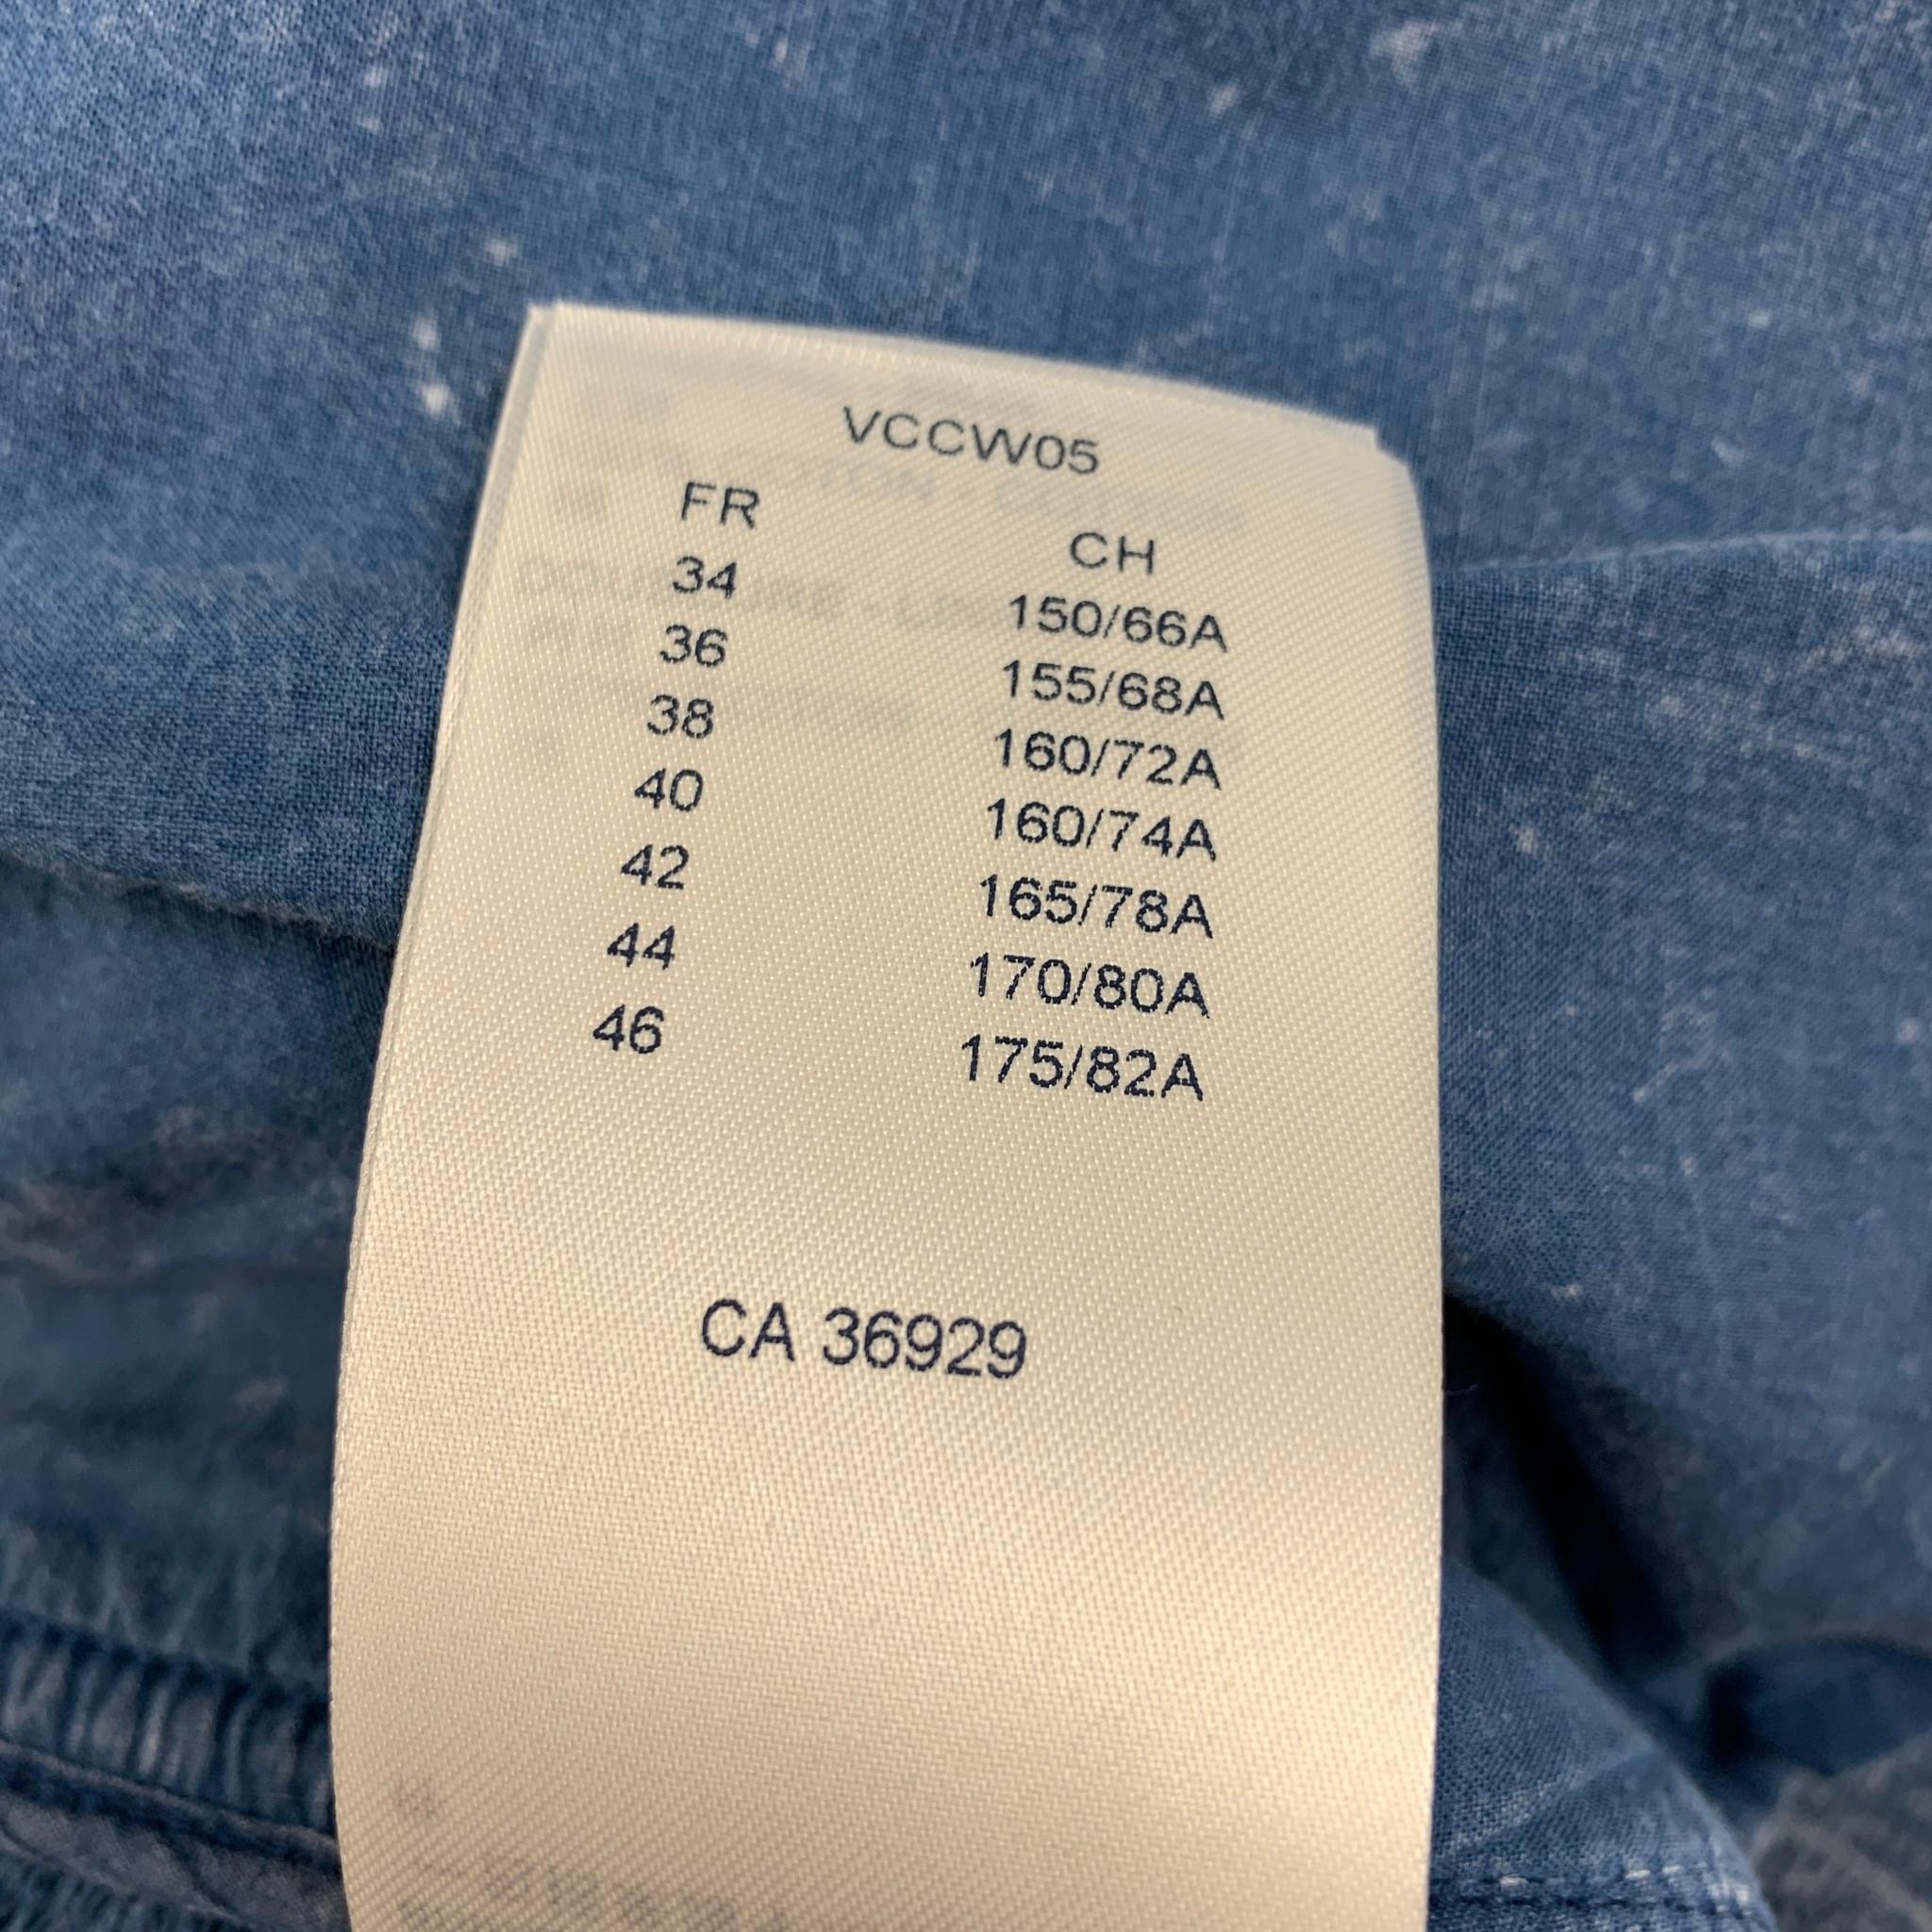 VCCW05
FR CH
34 150/66A
36 155/68A
38 160/72A
40 160/74A
42 165/78A
44 170/80A
46 175/82A
CA 36929